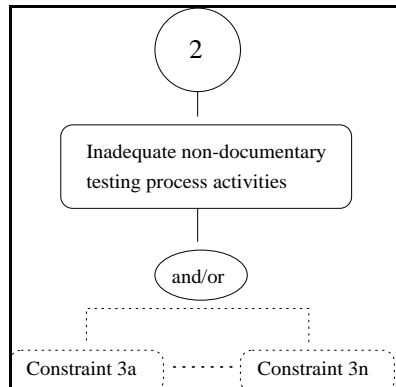 2
Inadequate non-documentary
testing process activities
and/or
Constraint 3a
Constraint 3n